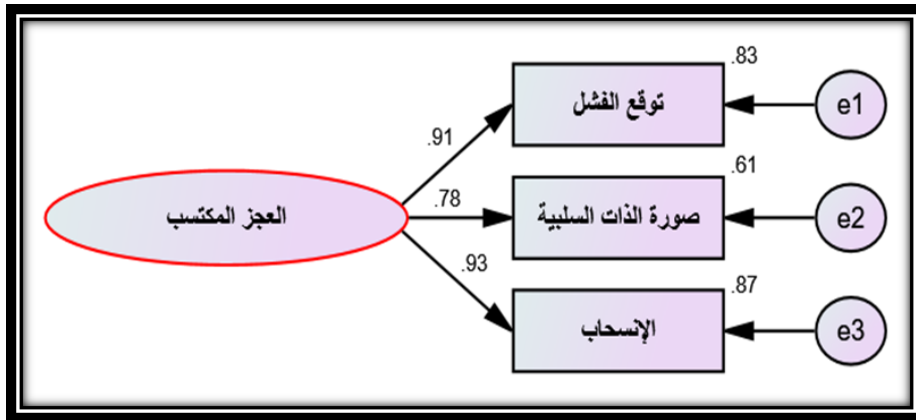 .83
توقع الفشل
e1
.91
.61
العجز المكتسب
.78
صورة الذات السلبية
e2
.93
.87
الإنسحاب
e3